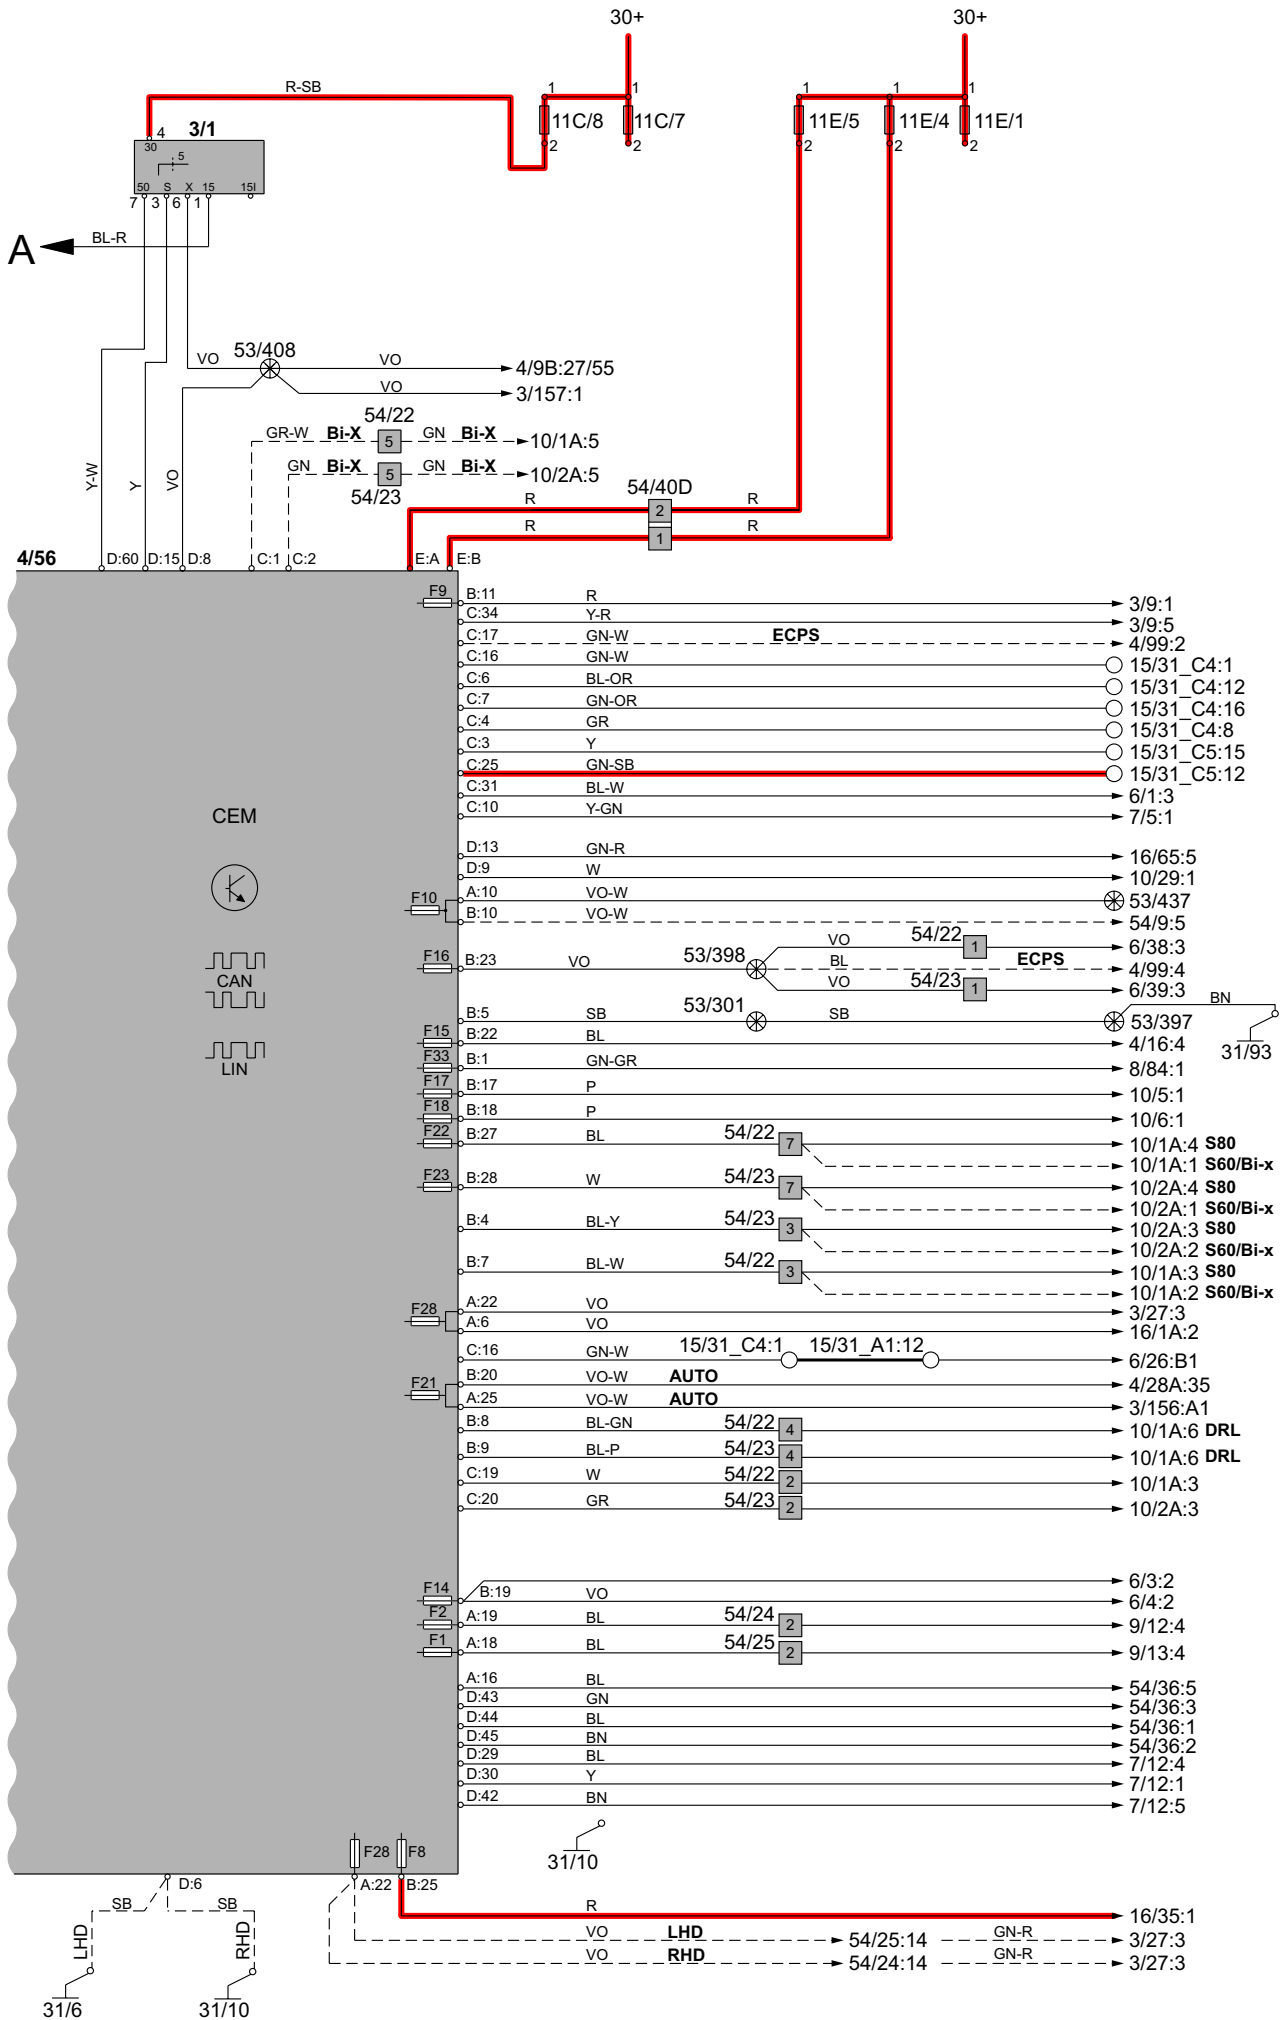 30+ 30+
R-SB 1 1 1 1 1
11C/8 11C/7 11E/5 11E/4 11E/1
2 2 2 2 2
4 3/1
30
5
50 S X 15 15I
7 3 6 1
A BL-R
53/408
VO VO 4/9B:27/55
VO 3/157:1
54/22
GR-W Bi-X 5 GN Bi-X 10/1A:5
GN Bi-X 5 GN Bi-X 10/2A:5
54/23
Y-W Y VO
54/40D
R 2 R
R 1 R
4/56 D:60 D:15 D:8 C:1 C:2 E:A E:B
F9 B:11 R 3/9:1
C:34 Y-R 3/9:5
C:17 GN-W ECPS 4/99:2
C:16 GN-W 15/31_C4:1
C:6 BL-OR 15/31_C4:12
C:7 GN-OR 15/31_C4:16
C:4 GR 15/31_C4:8
C:3 Y 15/31_C5:15
C:25 GN-SB 15/31_C5:12
C:31 BL-W 6/1:3
C:10 Y-GN 7/5:1
CEM
D:13 GN-R 16/65:5
D:9 W 10/29:1
F10 A:10 VO-W 53/437
B:10 VO-W 54/9:5
VO 54/22 1 6/38:3
F16 B:23 VO 53/398 BL ECPS 4/99:4
VO 54/23 1 6/39:3
CAN
LIN
B:5 SB 53/301 SB 53/397 BN
31/93
F15 B:22 BL 4/16:4
F33 B:1 GN-GR 8/84:1
F17 B:17 P 10/5:1
F18 B:18 P 10/6:1
F22 B:27 BL 54/22 7 10/1A:4 S80
10/1A:1 S60/Bi-x
F23 B:28 W 54/23 7 10/2A:4 S80
10/2A:1 S60/Bi-x
B:4 BL-Y 54/23 3 10/2A:3 S80
10/2A:2 S60/Bi-x
B:7 BL-W 54/22 3 10/1A:3 S80
10/1A:2 S60/Bi-x
F28 A:22 VO 3/27:3
A:6 VO 16/1A:2
C:16 GN-W 15/31_C4:1 15/31_A1:12 6/26:B1
F21 B:20 VO-W AUTO 4/28A:35
A:25 VO-W AUTO 3/156:A1
B:8 BL-GN 54/22 4 10/1A:6 DRL
B:9 BL-P 54/23 4 10/1A:6 DRL
C:19 W 54/22 2 10/1A:3
C:20 GR 54/23 2 10/2A:3
6/3:2
F14 B:19 VO 6/4:2
F2 A:19 BL 54/24 2 9/12:4
F1 A:18 BL 54/25 2 9/13:4
A:16 BL 54/36:5
D:43 GN 54/36:3
D:44 BL 54/36:1
D:45 BN 54/36:2
D:29 BL 7/12:4
D:30 Y 7/12:1
D:42 BN 7/12:5
31/10
F28 F8
D:6 A:22 B:25
SB SB R 16/35:1
LHD RHD
VO LHD 54/25:14 GN-R 3/27:3
VO RHD 54/24:14 GN-R 3/27:3
31/6 31/10